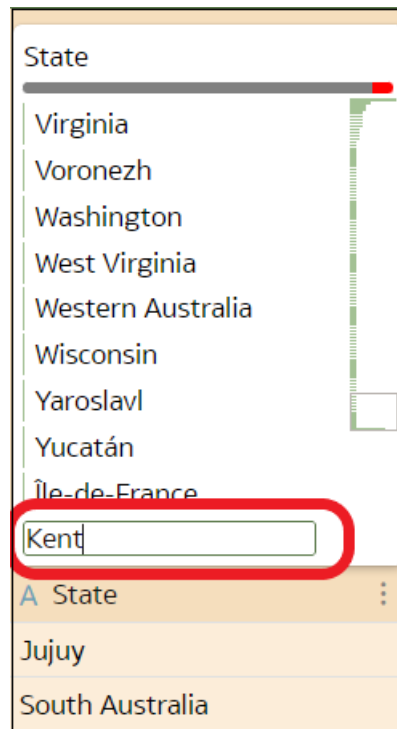 State
Virginia
Voronezh
Washington
West Virginia
Western Australia
Wisconsin
Yaroslavl
Yucatán
Île-de-France
Kent
A State
Jujuy
South Australia